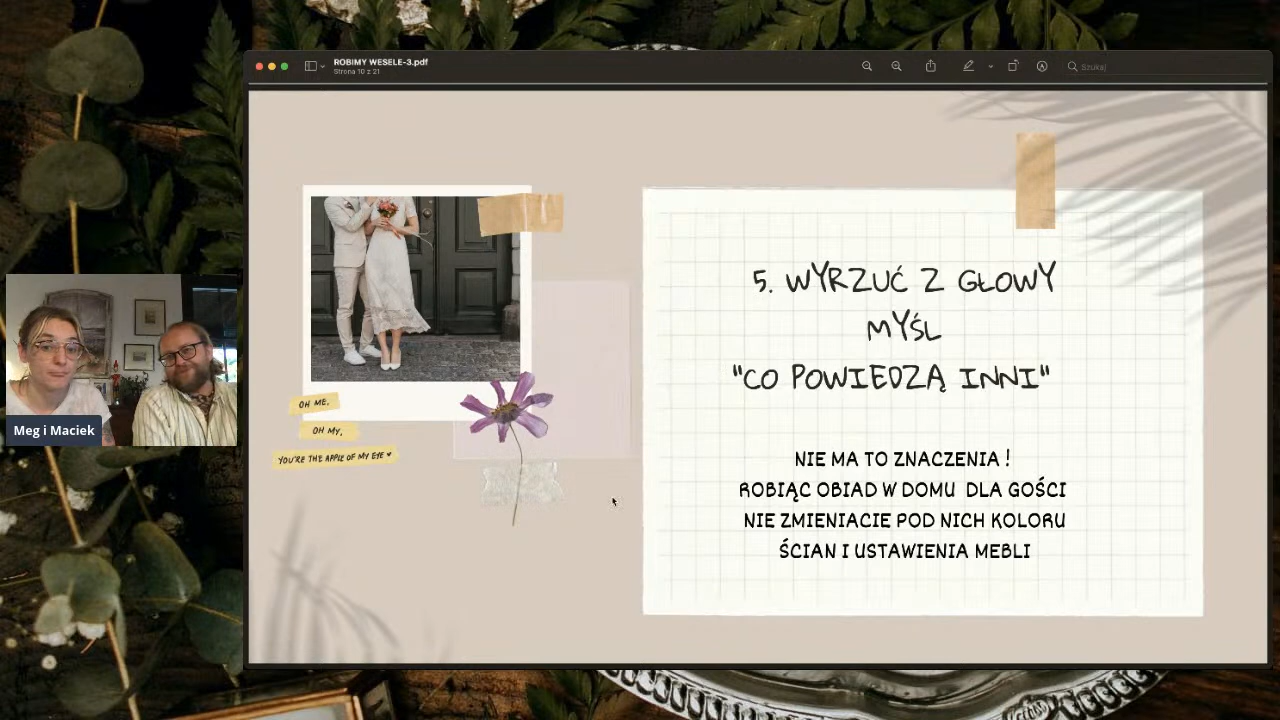 ROBIMY WESELE-3.pdf
Strona 10 z 21
Szukaj
5. WYRZUĆ Z GŁOWY
MYŚL
"CO POWIEDZĄ INNI"
NIE MA TO ZNACZENIA !
ROBIĄC OBIAD W DOMU DLA GOŚCI
NIE ZMIENIACIE POD NICH KOLORU
ŚCIAN I USTAWIENIA MEBLI
OH ME,
OH MY,
YOU'RE THE APPLE OF MY EYE ♥
Meg i Maciek